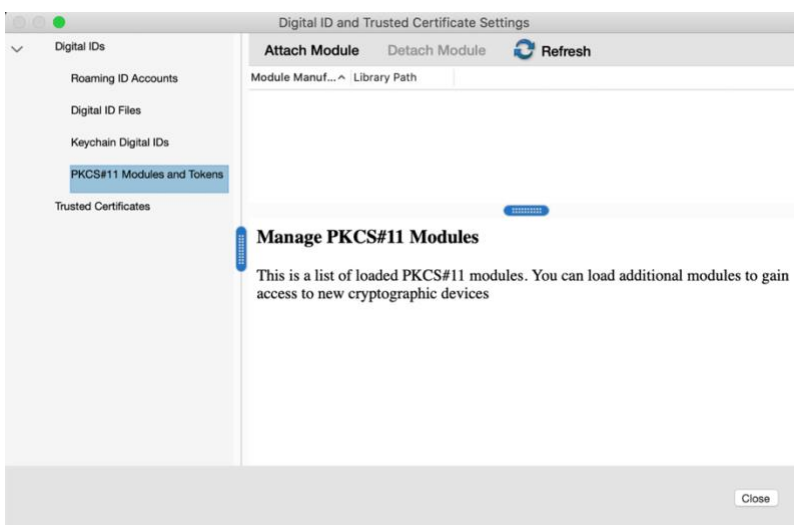 Digital ID and Trusted Certificate Settings
Digital IDs
Roaming ID Accounts
Digital ID Files
Keychain Digital IDs
PKCS#11 Modules and Tokens
Trusted Certificates
Attach Module Detach Module Refresh
Module Manuf... Library Path
Manage PKCS#11 Modules
This is a list of loaded PKCS#11 modules. You can load additional modules to gain
access to new cryptographic devices
Close